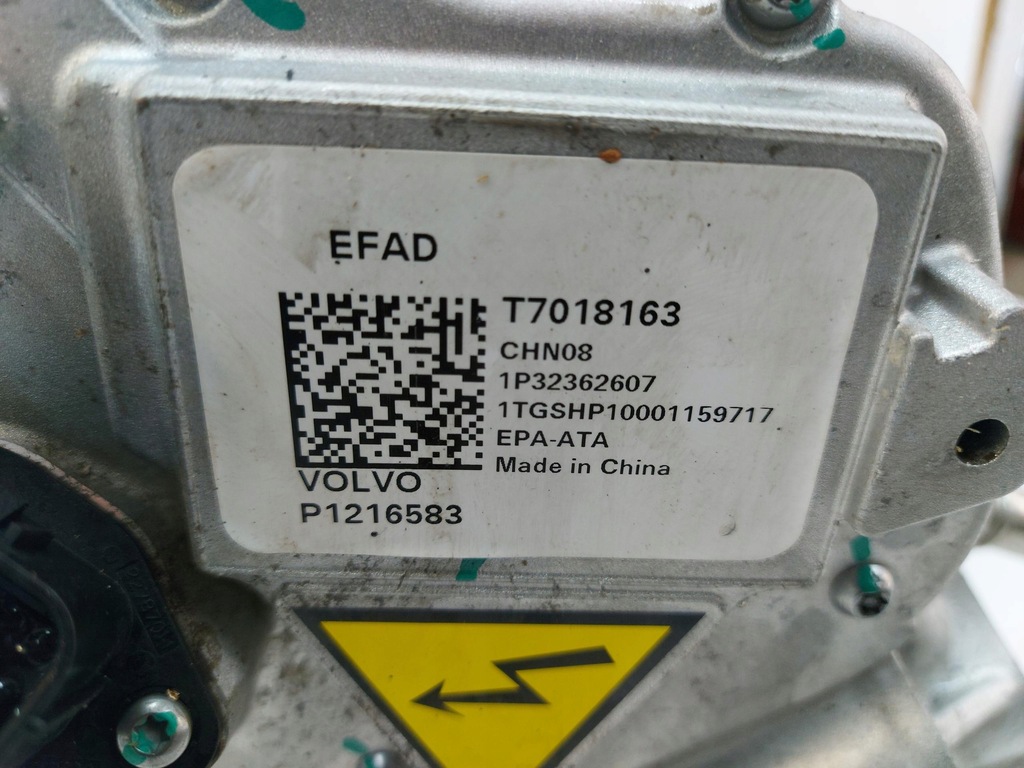 EFAD
T7018163
CHN08
1P32362607
1TGSHP10001159717
EPA-ATA
Made in China
VOLVO
P1216583